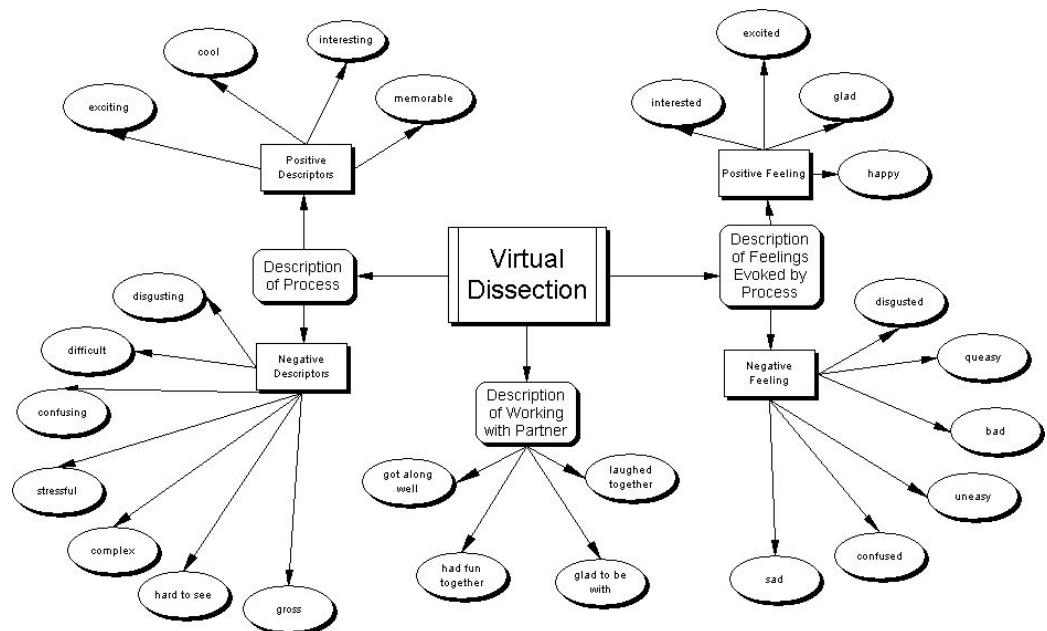 excited
interesting
cool
interested
glad
memorable
exciting
Positive
Descriptors
Positive Feeling
happy
Description
of Process
Virtual
Dissection
Description
of Feelings
Evoked by
Process
disgusting
disgusted
difficult
Negative
Descriptors
Negative
Feeling
queasy
confusing
Description
of Working
with Partner
bad
got along
well
laughed
together
stressful
uneasy
complex
had fun
together
glad to be
with
confused
hard to see
gross
sad